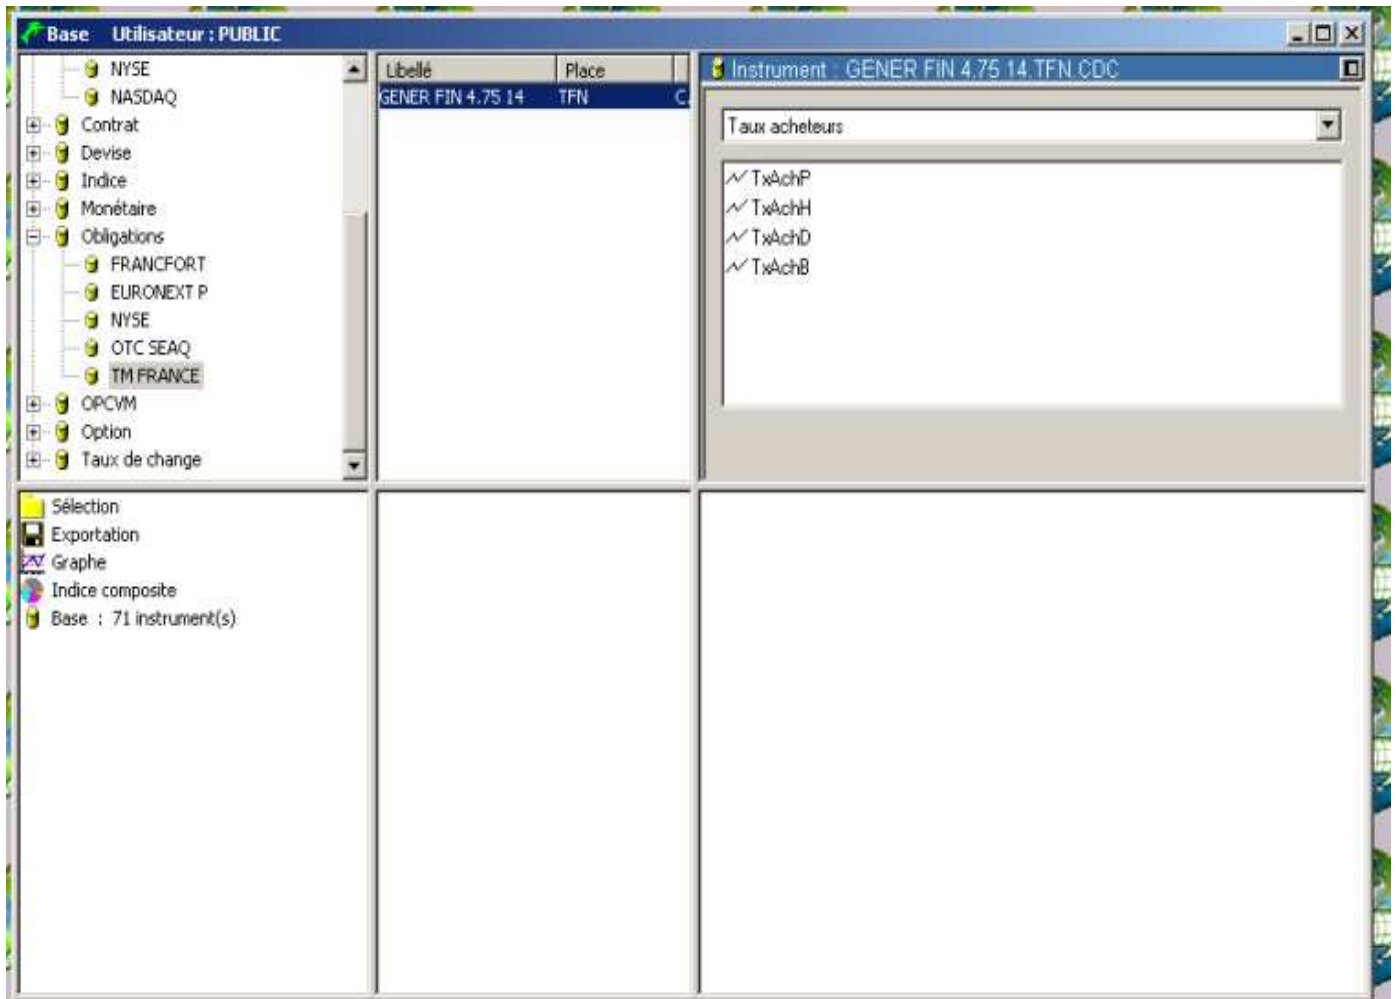 Base Utilisateur : PUBLIC
NYSE
NASDAQ
Contrat
Devise
Indice
Monétaire
Obligations
FRANCFORT
EURONEXT P
NYSE
OTC SEAQ
TM FRANCE
OPCVM
Option
Taux de change
Libellé Place
GENER FIN 4.75 14 TFN C.
Instrument : GENER FIN 4.75 14.TFN.CDC
Taux acheteurs
TxAchP
TxAchH
TxAchD
TxAchB
Sélection
Exportation
Graphe
Indice composite
Base : 71 instrument(s)